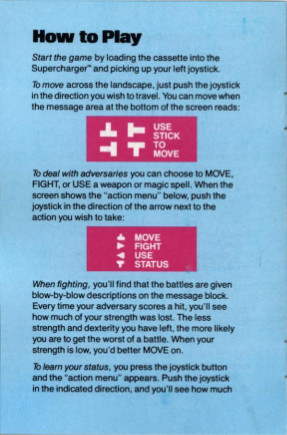 How to Play
Start the game by loading the cassette into the
Supercharger™ and picking up your left joystick.
To move across the landscape, just push the joystick
in the direction you wish to travel. You can move when
the message area at the bottom of the screen reads:
USE
STICK
TO
MOVE
To deal with adversaries you can choose to MOVE,
FIGHT, or USE a weapon or magic spell. When the
screen shows the "action menu" below, push the
joystick in the direction of the arrow next to the
action you wish to take:
MOVE
FIGHT
USE
STATUS
When fighting, you'll find that the battles are given
blow-by-blow descriptions on the message block.
Every time your adversary scores a hit, you'll see
how much of your strength was lost. The less
strength and dexterity you have left, the more likely
you are to get the worst of a battle. When your
strength is low, you'd better MOVE on.
To learn your status, you press the joystick button
and the "action menu" appears. Push the joystick
in the indicated direction, and you'll see how much